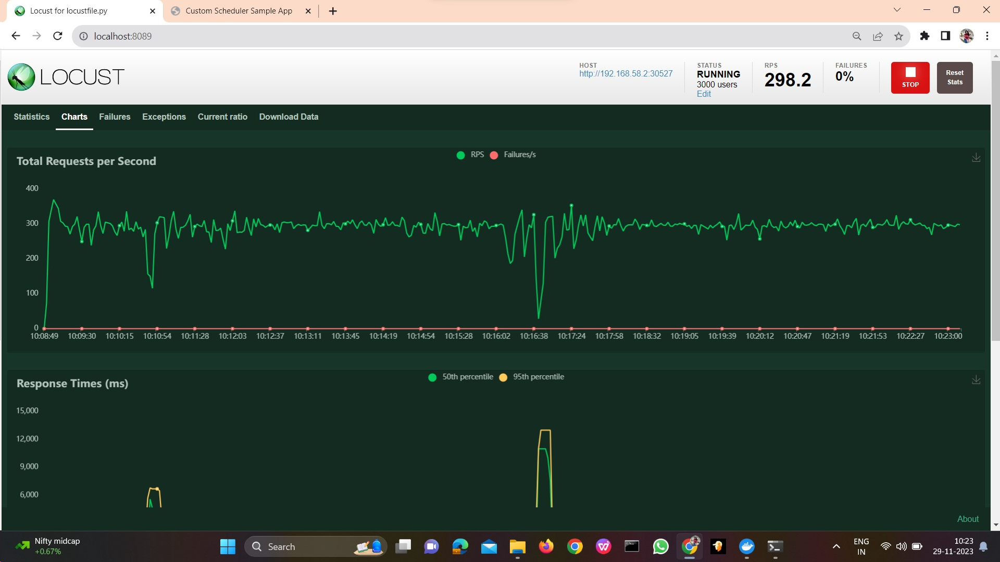 Locust for locustfile.py
Custom Scheduler Sample App
localhost:8089
LOCUST
HOST
http://192.168.58.2:30527
STATUS
RUNNING
3000 users
Edit
RPS
298.2
FAILURES
0%
STOP
Reset
Stats
Statistics Charts Failures Exceptions Current ratio Download Data
Total Requests per Second
RPS Failures/s
400
300
200
100
0
10:08:49 10:09:30 10:10:15 10:10:54 10:11:28 10:12:03 10:12:37 10:13:11 10:13:45 10:14:19 10:14:54 10:15:28 10:16:02 10:16:38 10:17:24 10:17:58 10:18:32 10:19:05 10:19:39 10:20:12 10:20:47 10:21:19 10:21:53 10:22:27 10:23:00
Response Times (ms)
50th percentile 95th percentile
15,000
12,000
9,000
6,000
About
Nifty midcap
+0.67%
Search
ENG
IN
10:23
29-11-2023